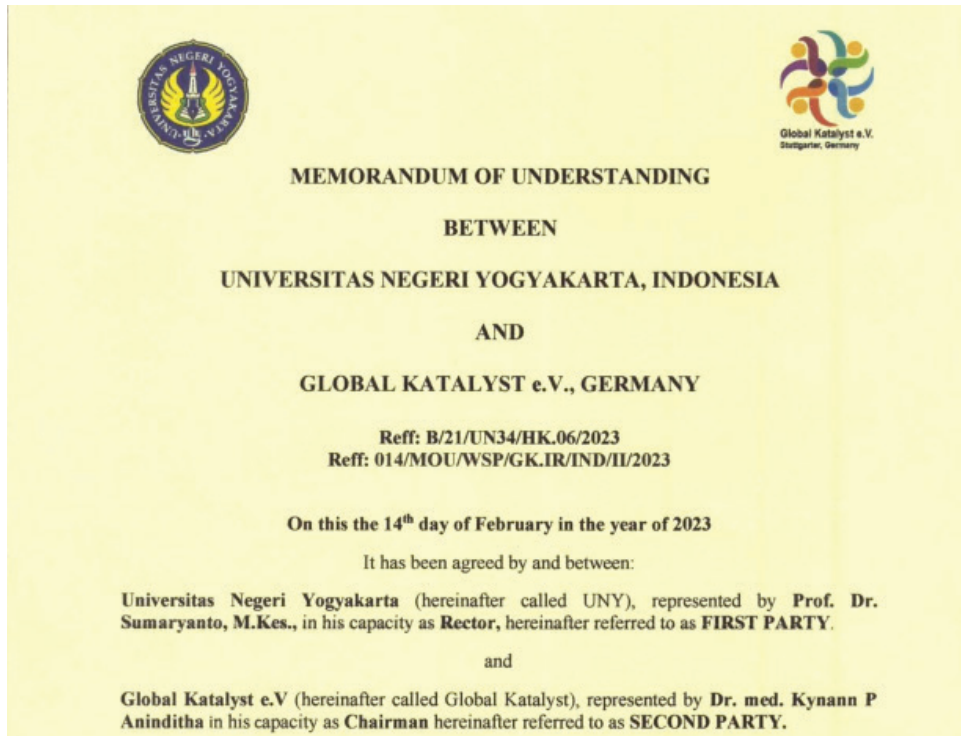 UNIVERSITAS NEGERI YOGYAKARTA
Global Katalyst e.V.
Stuttgarter, Germany
MEMORANDUM OF UNDERSTANDING
BETWEEN
UNIVERSITAS NEGERI YOGYAKARTA, INDONESIA
AND
GLOBAL KATALYST e.V., GERMANY
Reff: B/21/UN34/HK.06/2023
Reff: 014/MOU/WSP/GK.IR/IND/II/2023
On this the 14th day of February in the year of 2023
It has been agreed by and between:
Universitas Negeri Yogyakarta (hereinafter called UNY), represented by Prof. Dr.
Sumaryanto, M.Kes., in his capacity as Rector, hereinafter referred to as FIRST PARTY.
and
Global Katalyst e.V (hereinafter called Global Katalyst), represented by Dr. med. Kynann P
Aninditha in his capacity as Chairman hereinafter referred to as SECOND PARTY.